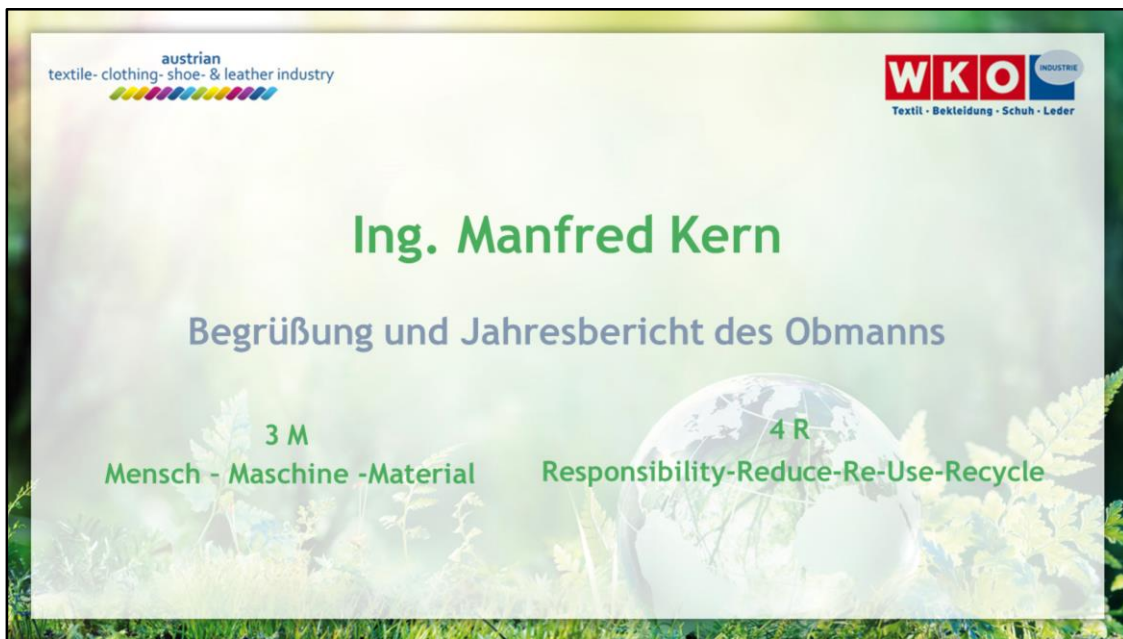 austrian
textile- clothing- shoe- & leather industry
WKO
INDUSTRIE
Textil · Bekleidung · Schuh · Leder
Ing. Manfred Kern
Begrüßung und Jahresbericht des Obmanns
3 M
Mensch – Maschine -Material
4 R
Responsibility-Reduce-Re-Use-Recycle